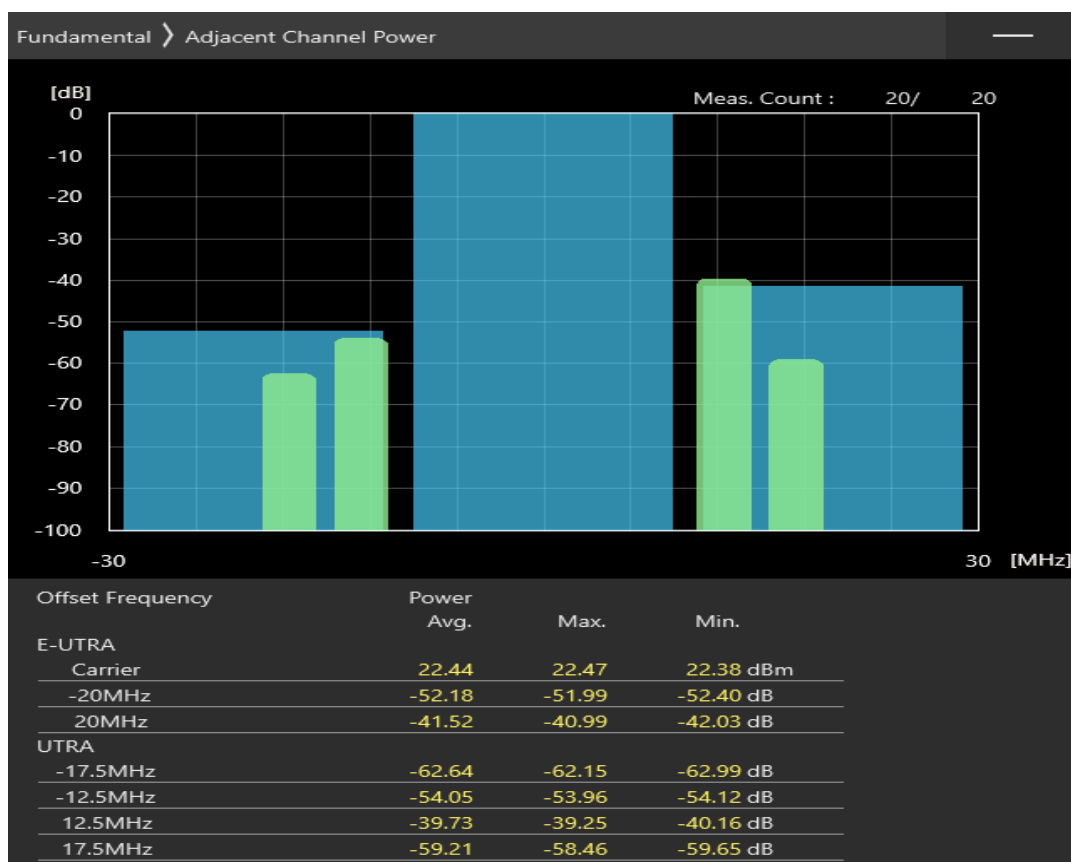 Fundamental 〉 Adjacent Channel Power
[dB]
Meas. Count : 20/ 20
0
-10
-20
-30
-40
-50
-60
-70
-80
-90
-100
-30 30 [MHz]
Offset Frequency Power
Avg. Max. Min.
E-UTRA
Carrier 22.44 22.47 22.38 dBm
-20MHz -52.18 -51.99 -52.40 dB
20MHz -41.52 -40.99 -42.03 dB
UTRA
-17.5MHz -62.64 -62.15 -62.99 dB
-12.5MHz -54.05 -53.96 -54.12 dB
12.5MHz -39.73 -39.25 -40.16 dB
17.5MHz -59.21 -58.46 -59.65 dB